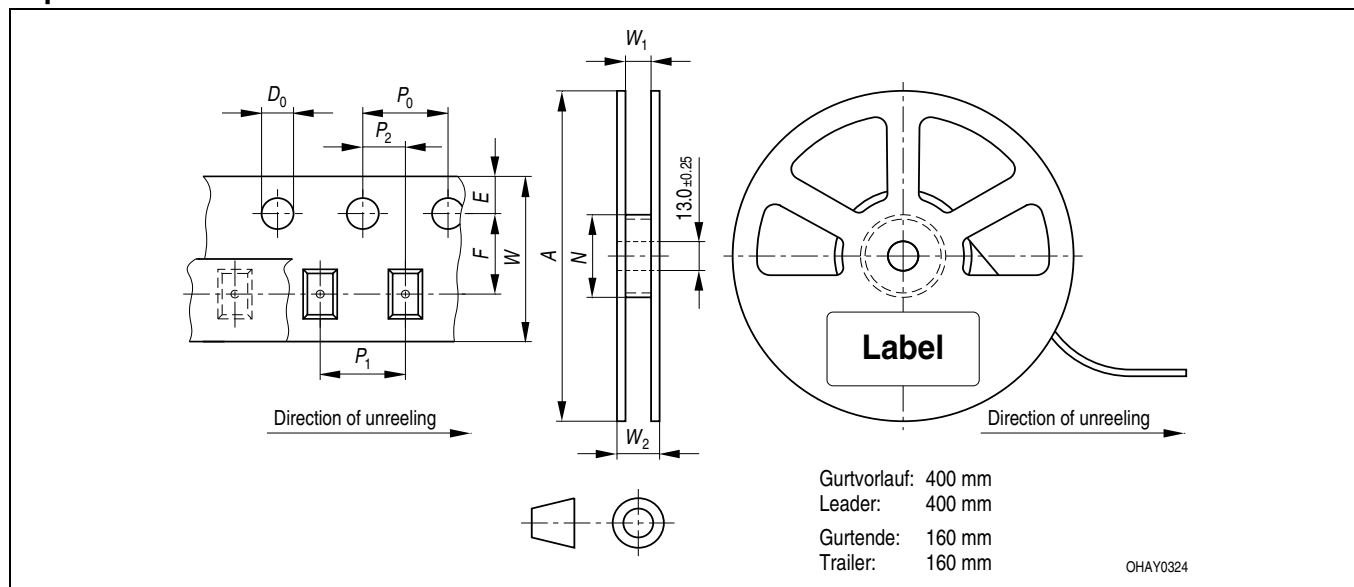 W1
D0
P0
P2
E
F
W
A
N
13.0 ±0.25
Label
P1
Direction of unreeling
W2
Direction of unreeling
Gurtvorlauf: 400 mm
Leader: 400 mm
Gurtende: 160 mm
Trailer: 160 mm
OHAY0324